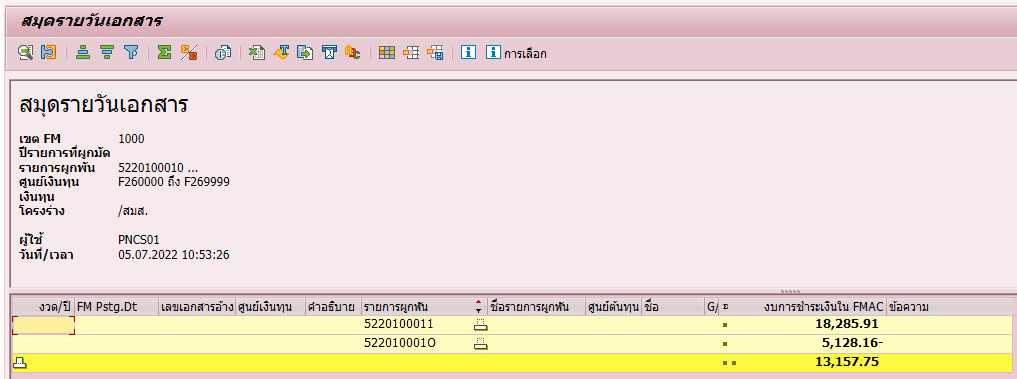 สมุดรายวันเอกสาร
การเลือก
สมุดรายวันเอกสาร
เขต FM 1000
ปีรายการที่ผูกมัด
รายการผูกพัน 5220100010 ...
ศูนย์เงินทุน F260000 ถึง F269999
เงินทุน
โครงร่าง /สมส.
ผู้ใช้ PNCS01
วันที่/เวลา 05.07.2022 10:53:26
งวด/ปี FM Pstg.Dt เลขเอกสารอ้าง ศูนย์เงินทุน คำอธิบาย รายการผูกพัน ชื่อรายการผูกพัน ศูนย์ต้นทุน ชื่อ G/ Σ งบการชำระเงินใน FMAC ข้อความ
5220100011 18,285.91
5220100010 5,128.16-
13,157.75